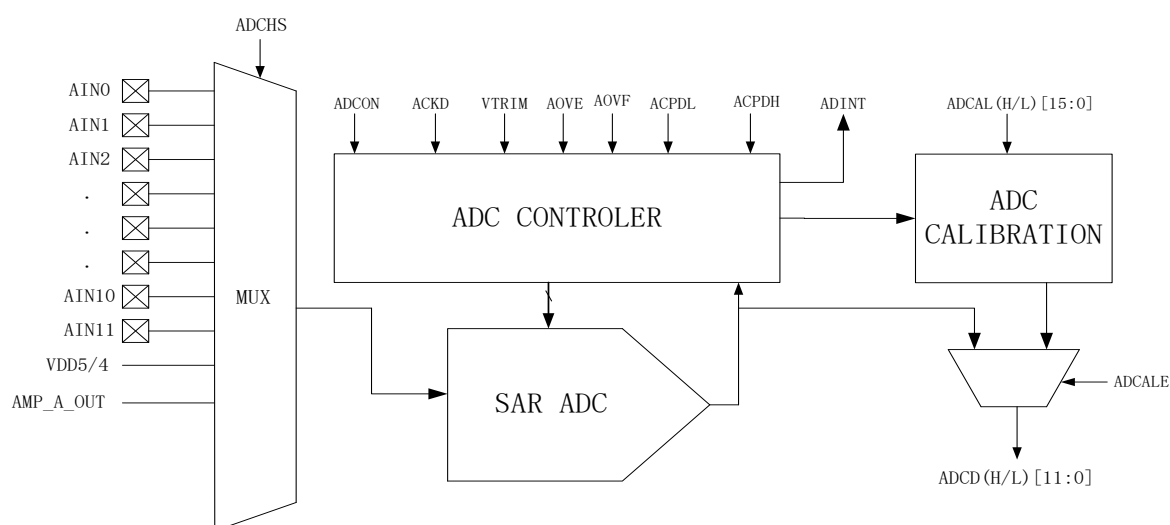 ADCHS
AIN0
AIN1
AIN2
.
.
.
AIN10
AIN11
VDD5/4
AMP_A_OUT
MUX
ADCON
ACKD
VTRIM
AOVE
AOVF
ACPDL
ACPDH
ADINT
ADCAL(H/L)[15:0]
ADC CONTROLER
ADC
CALIBRATION
SAR ADC
ADCALE
ADCD(H/L)[11:0]